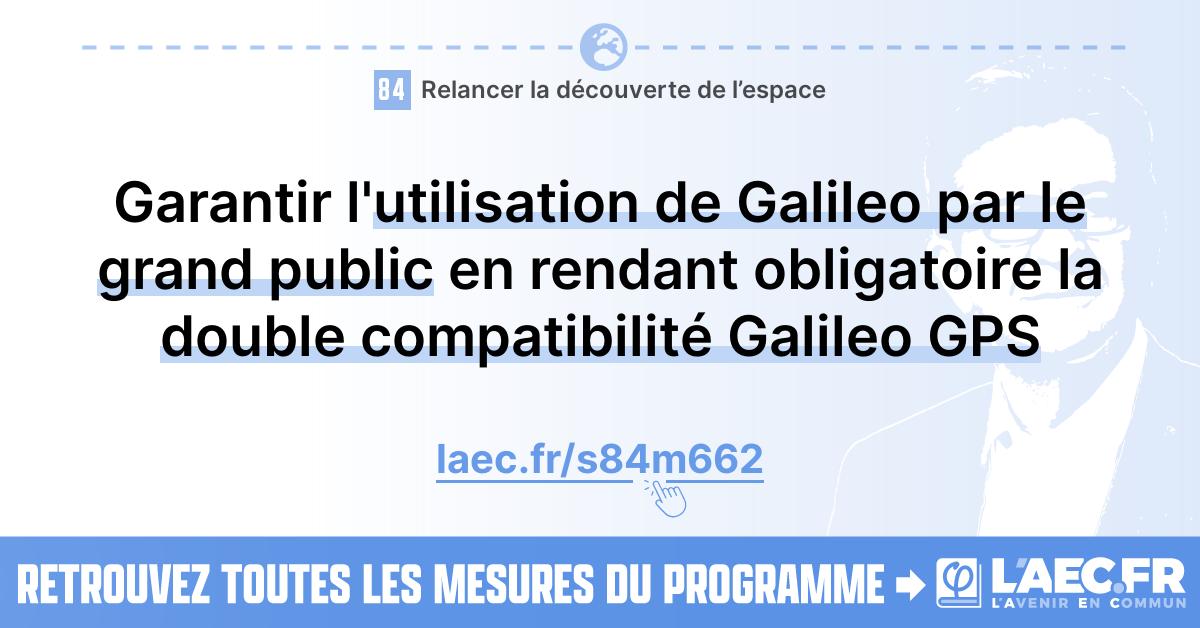 84 Relancer la découverte de l’espace
Garantir l'utilisation de Galileo par le
grand public en rendant obligatoire la
double compatibilité Galileo GPS
laec.fr/s84m662
RETROUVEZ TOUTES LES MESURES DU PROGRAMME
L'AEC.FR
L'AVENIR EN COMMUN